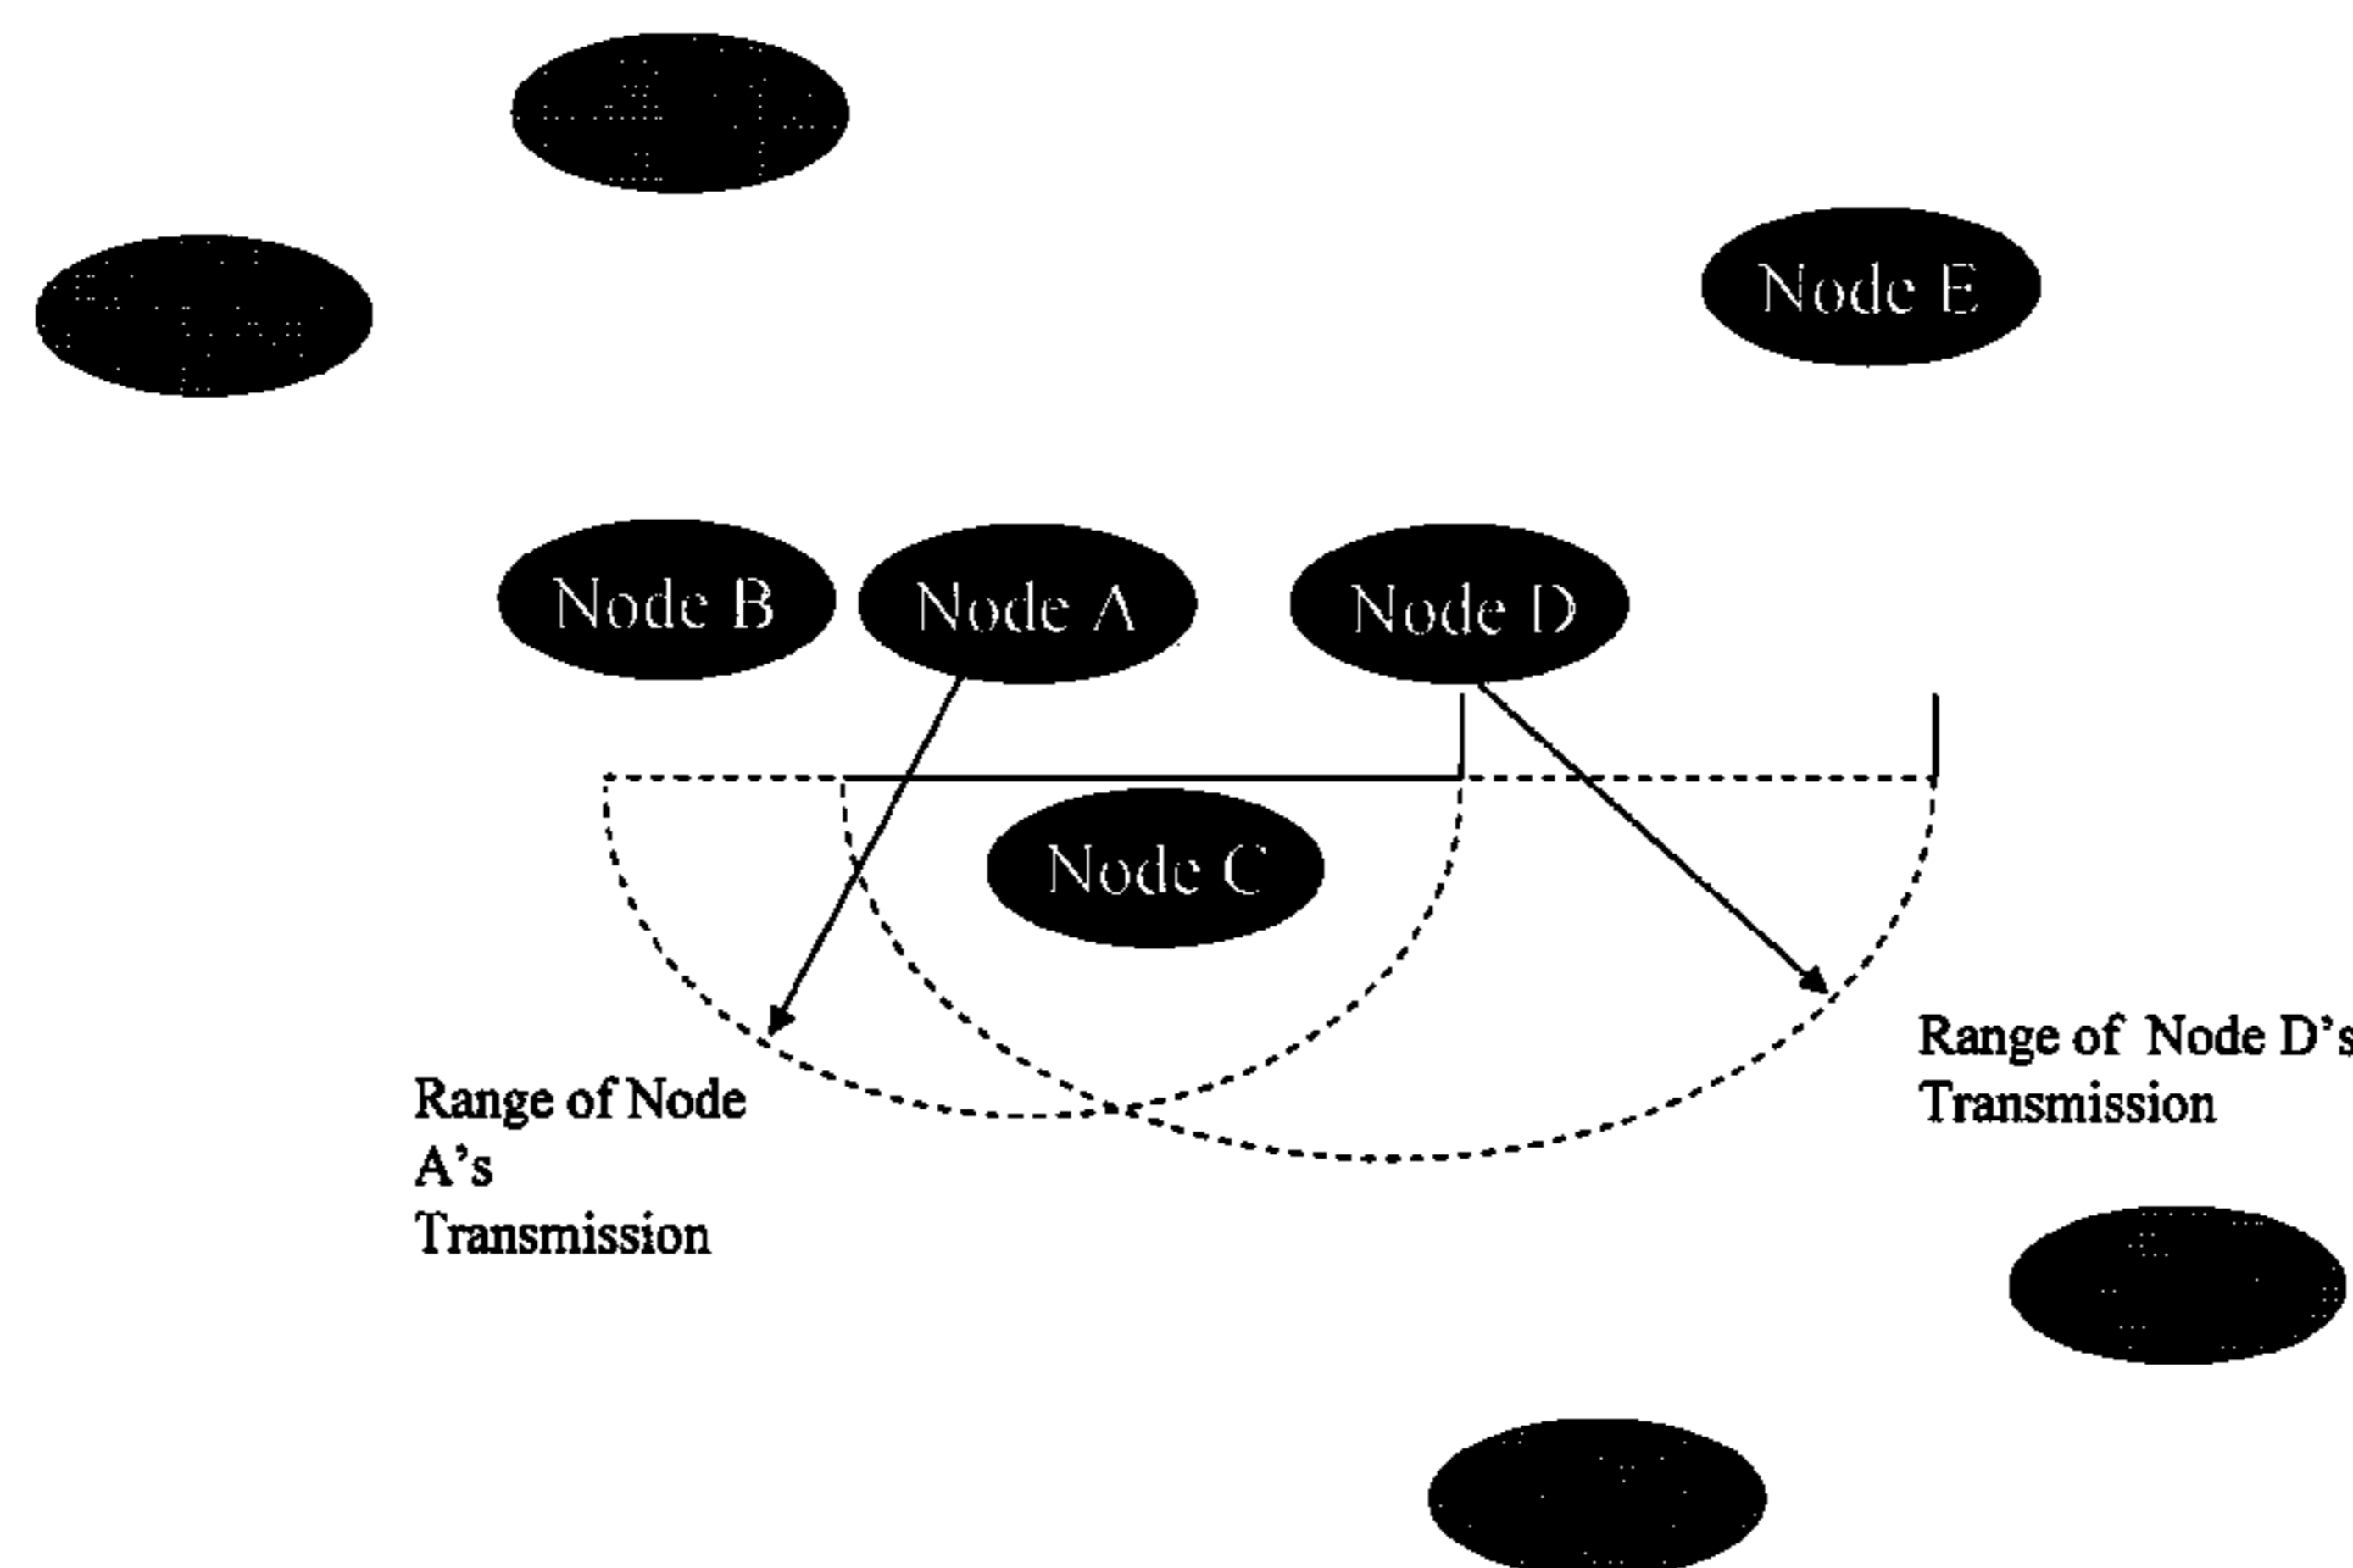 Node E
Node B
Node A
Node D
Node C
Range of Node D's
Transmission
Range of Node
A's
Transmission